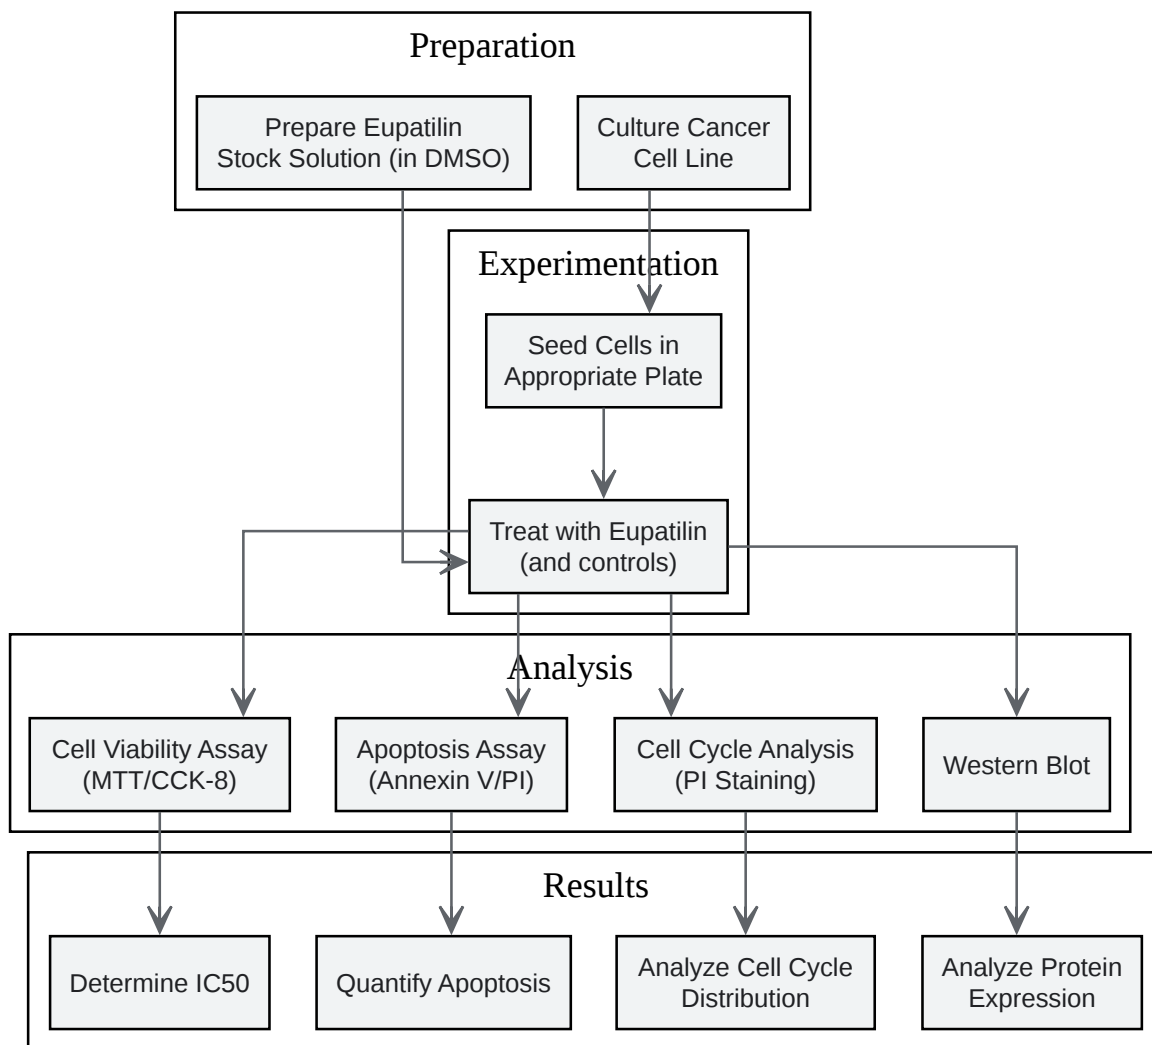 Preparation
Prepare Eupatilin
Stock Solution (in DMSO)
Culture Cancer
Cell Line
Experimentation
Seed Cells in
Appropriate Plate
Treat with Eupatilin
(and controls)
Analysis
Cell Viability Assay
(MTT/CCK-8)
Apoptosis Assay
(Annexin V/PI)
Cell Cycle Analysis
(PI Staining)
Western Blot
Results
Determine IC50
Quantify Apoptosis
Analyze Cell Cycle
Distribution
Analyze Protein
Expression